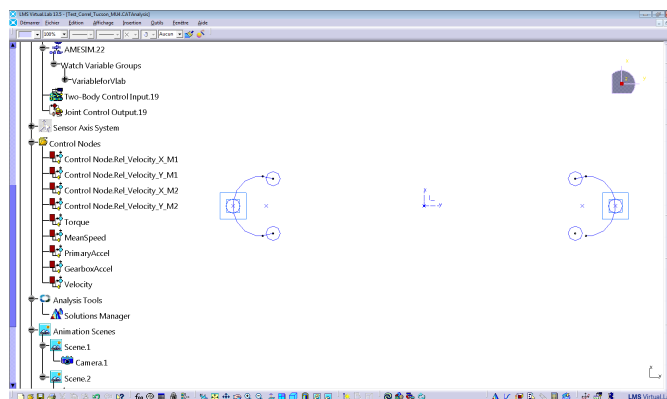 LMS Virtual.Lab 13.5 - [Test_Correl_Tucson_MU4.CATAnalysis]
Démarrer Fichier Edition Affichage Insertion Outils Fenêtre Aide
100% Aucun
AMESIM.22
Watch Variable Groups
VariableforVlab
Two-Body Control Input.19
Joint Control Output.19
Sensor Axis System
Control Nodes
Control Node.Rel_Velocity_X_M1
Control Node.Rel_Velocity_Y_M1
Control Node.Rel_Velocity_X_M2
Control Node.Rel_Velocity_Y_M2
Torque
MeanSpeed
PrimaryAccel
GearboxAccel
Velocity
Analysis Tools
Solutions Manager
Animation Scenes
Scene.1
Camera.1
Scene.2
LMS Virtual.L